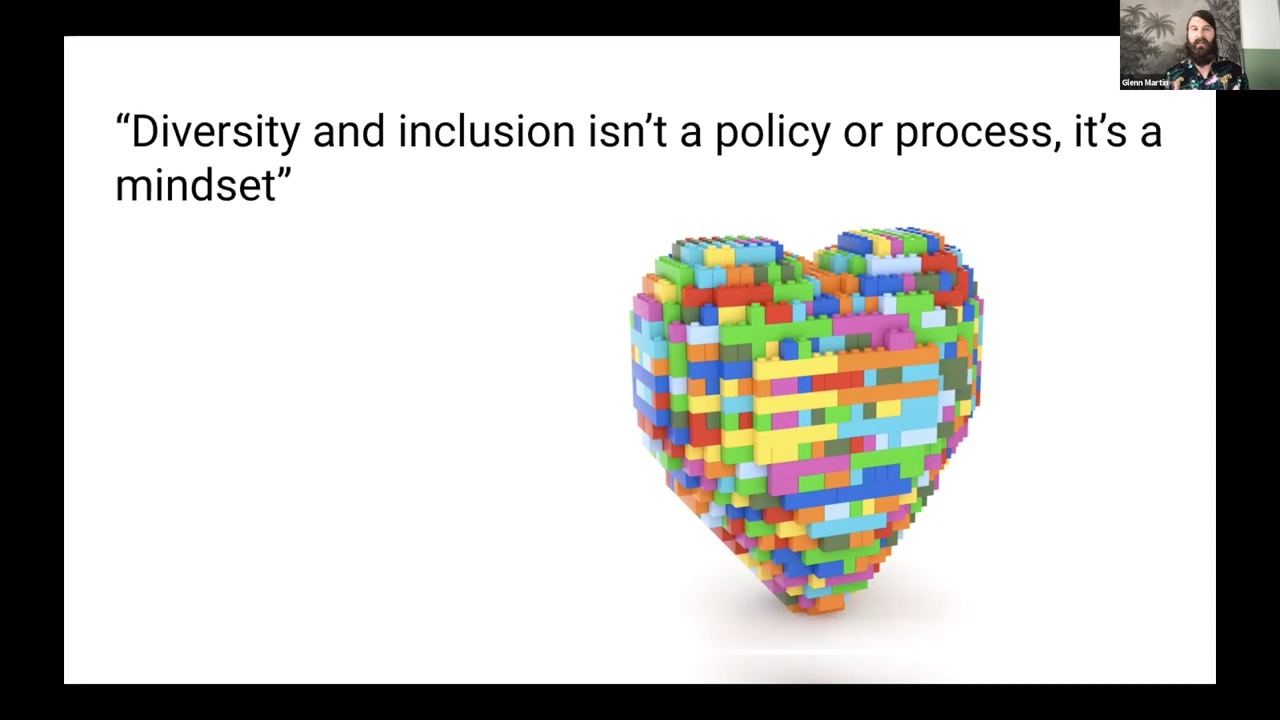 “Diversity and inclusion isn’t a policy or process, it’s a
mindset”
Glenn Martin